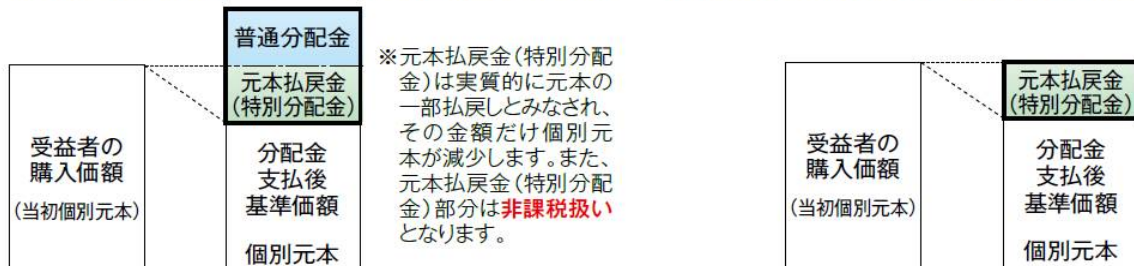 普通分配金
元本払戻金
(特別分配金)
受益者の
購入価額
(当初個別元本)
分配金
支払後
基準価額
個別元本
※元本払戻金(特別分配
金)は実質的に元本の
一部払戻しとみなされ、
その金額だけ個別元
本が減少します。また、
元本払戻金(特別分配
金)部分は非課税扱い
となります。
受益者の
購入価額
(当初個別元本)
元本払戻金
(特別分配金)
分配金
支払後
基準価額
個別元本